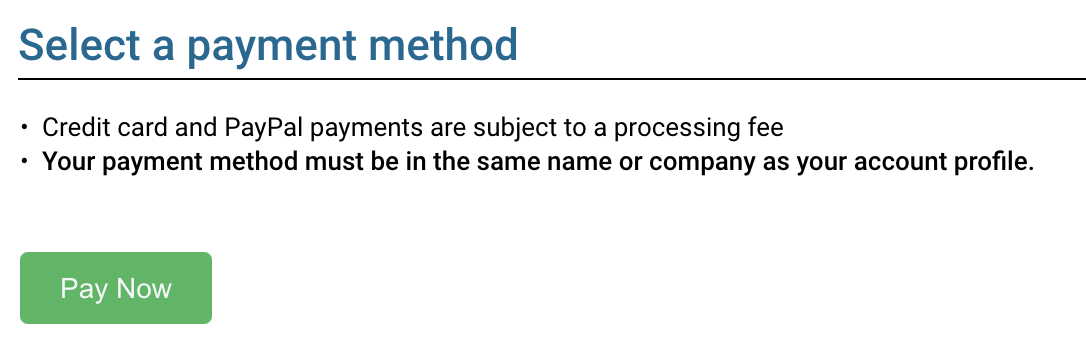 Select a payment method
• Credit card and PayPal payments are subject to a processing fee
• Your payment method must be in the same name or company as your account profile.
Pay Now